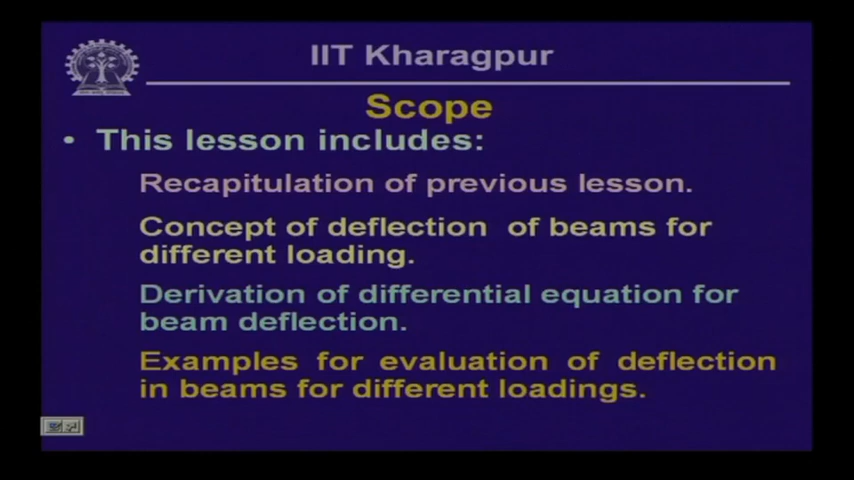 IIT Kharagpur
Scope
• This lesson includes:
Recapitulation of previous lesson.
Concept of deflection of beams for
different loading.
Derivation of differential equation for
beam deflection.
Examples for evaluation of deflection
in beams for different loadings.